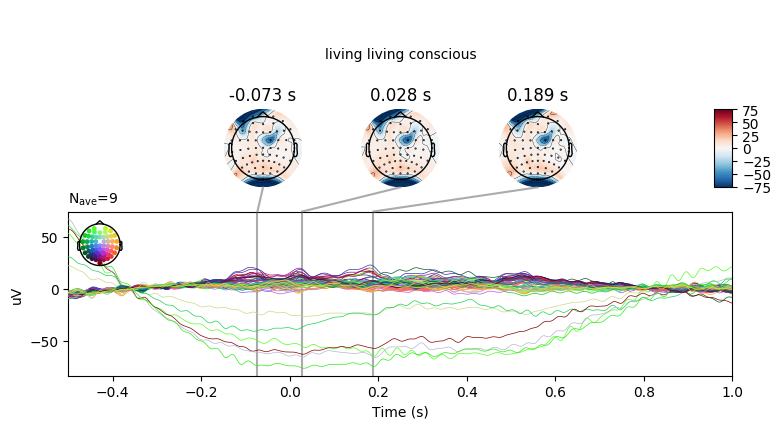 living living conscious
-0.073 s 0.028 s 0.189 s
75
50
25
0
−25
−50
−75
Nave=9
50
0
−50
uV
−0.4 −0.2 0.0 0.2 0.4 0.6 0.8 1.0
Time (s)